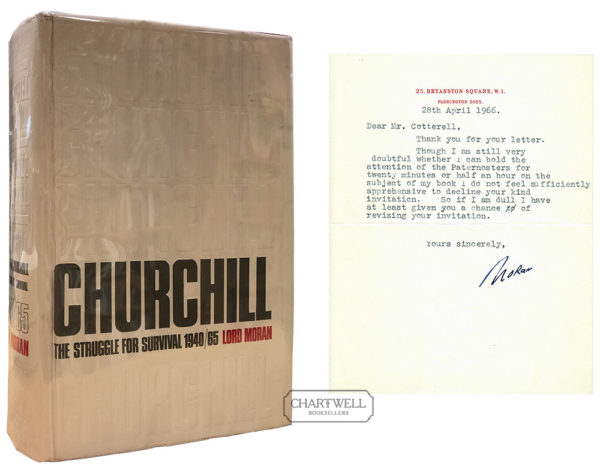 CHURCHILL
THE STRUGGLE FOR SURVIVAL 1940/65 LORD MORAN
MORAN
25, BRYANSTON SQUARE, W.1.
PADDINGTON 2005.
28th April 1966.
Dear Mr. Cotterell,
Thank you for your letter.
Though I am still very
doubtful whether I can hold the
attention of the Paternosters for
twenty minutes or half an hour on the
subject of my book I do not feel sufficiently
apprehensive to decline your kind
invitation. So if I am dull I have
at least given you a chance of
revising your invitation.
Yours sincerely,
Moran
CHARTWELL
BOOKSELLERS